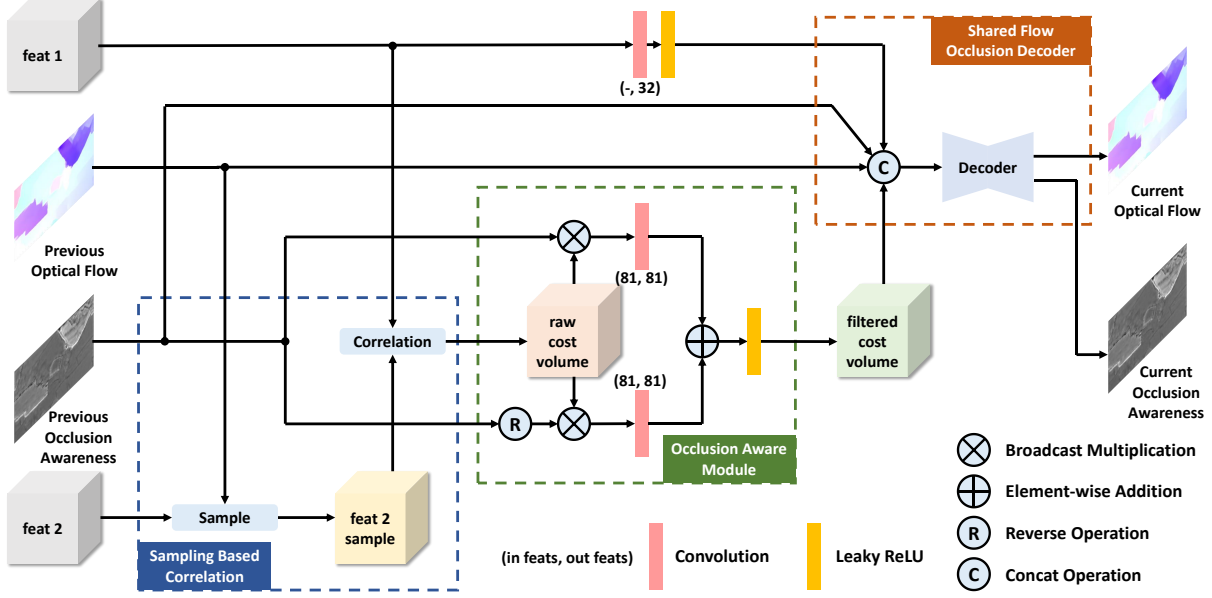 feat 1
(-, 32)
Shared Flow
Occlusion Decoder
C
Decoder
Current
Optical Flow
Previous
Optical Flow
(81, 81)
raw
cost
volume
Correlation
filtered
cost
volume
(81, 81)
Previous
Occlusion
Awareness
R
Occlusion Aware
Module
Current
Occlusion
Awareness
feat 2
Sample
feat 2
sample
Sampling Based
Correlation
(in feats, out feats)
Convolution
Leaky ReLU
Broadcast Multiplication
Element-wise Addition
R
Reverse Operation
C
Concat Operation